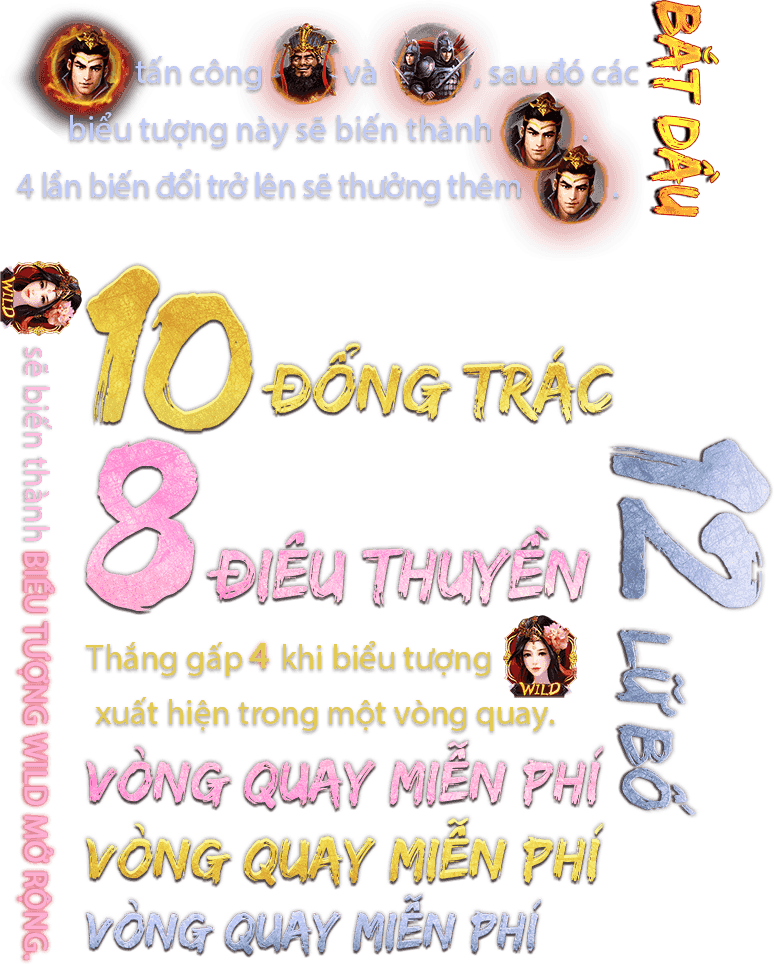 tấn công và , sau đó các
biểu tượng này sẽ biến thành .
4 lần biến đổi trở lên sẽ thưởng thêm .
BẮT DẦU
10 ĐỔNG TRÁC
8 ĐIÊU THUYỀN
12 LỮ BỐ
WILD sẽ biến thành BIỂU TƯỢNG WILD MỞ RỘNG.
Thắng gấp 4 khi biểu tượng WILD
xuất hiện trong một vòng quay.
VÒNG QUAY MIỄN PHÍ
VÒNG QUAY MIỄN PHÍ
VÒNG QUAY MIỄN PHÍ